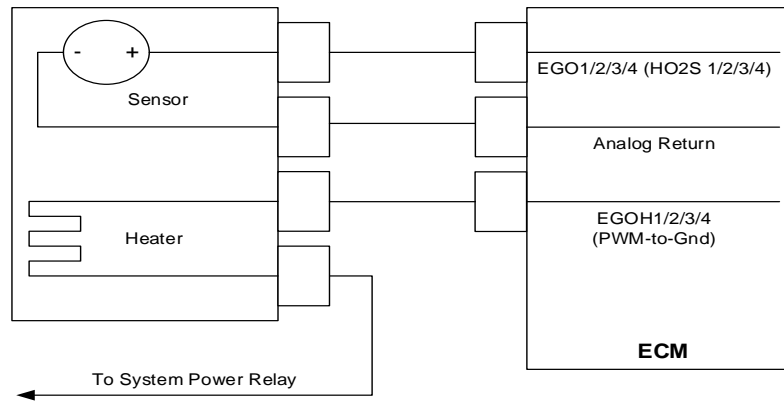 - +
Sensor
Heater
EGO1/2/3/4 (HO2S 1/2/3/4)
Analog Return
EGOH1/2/3/4
(PWM-to-Gnd)
ECM
To System Power Relay